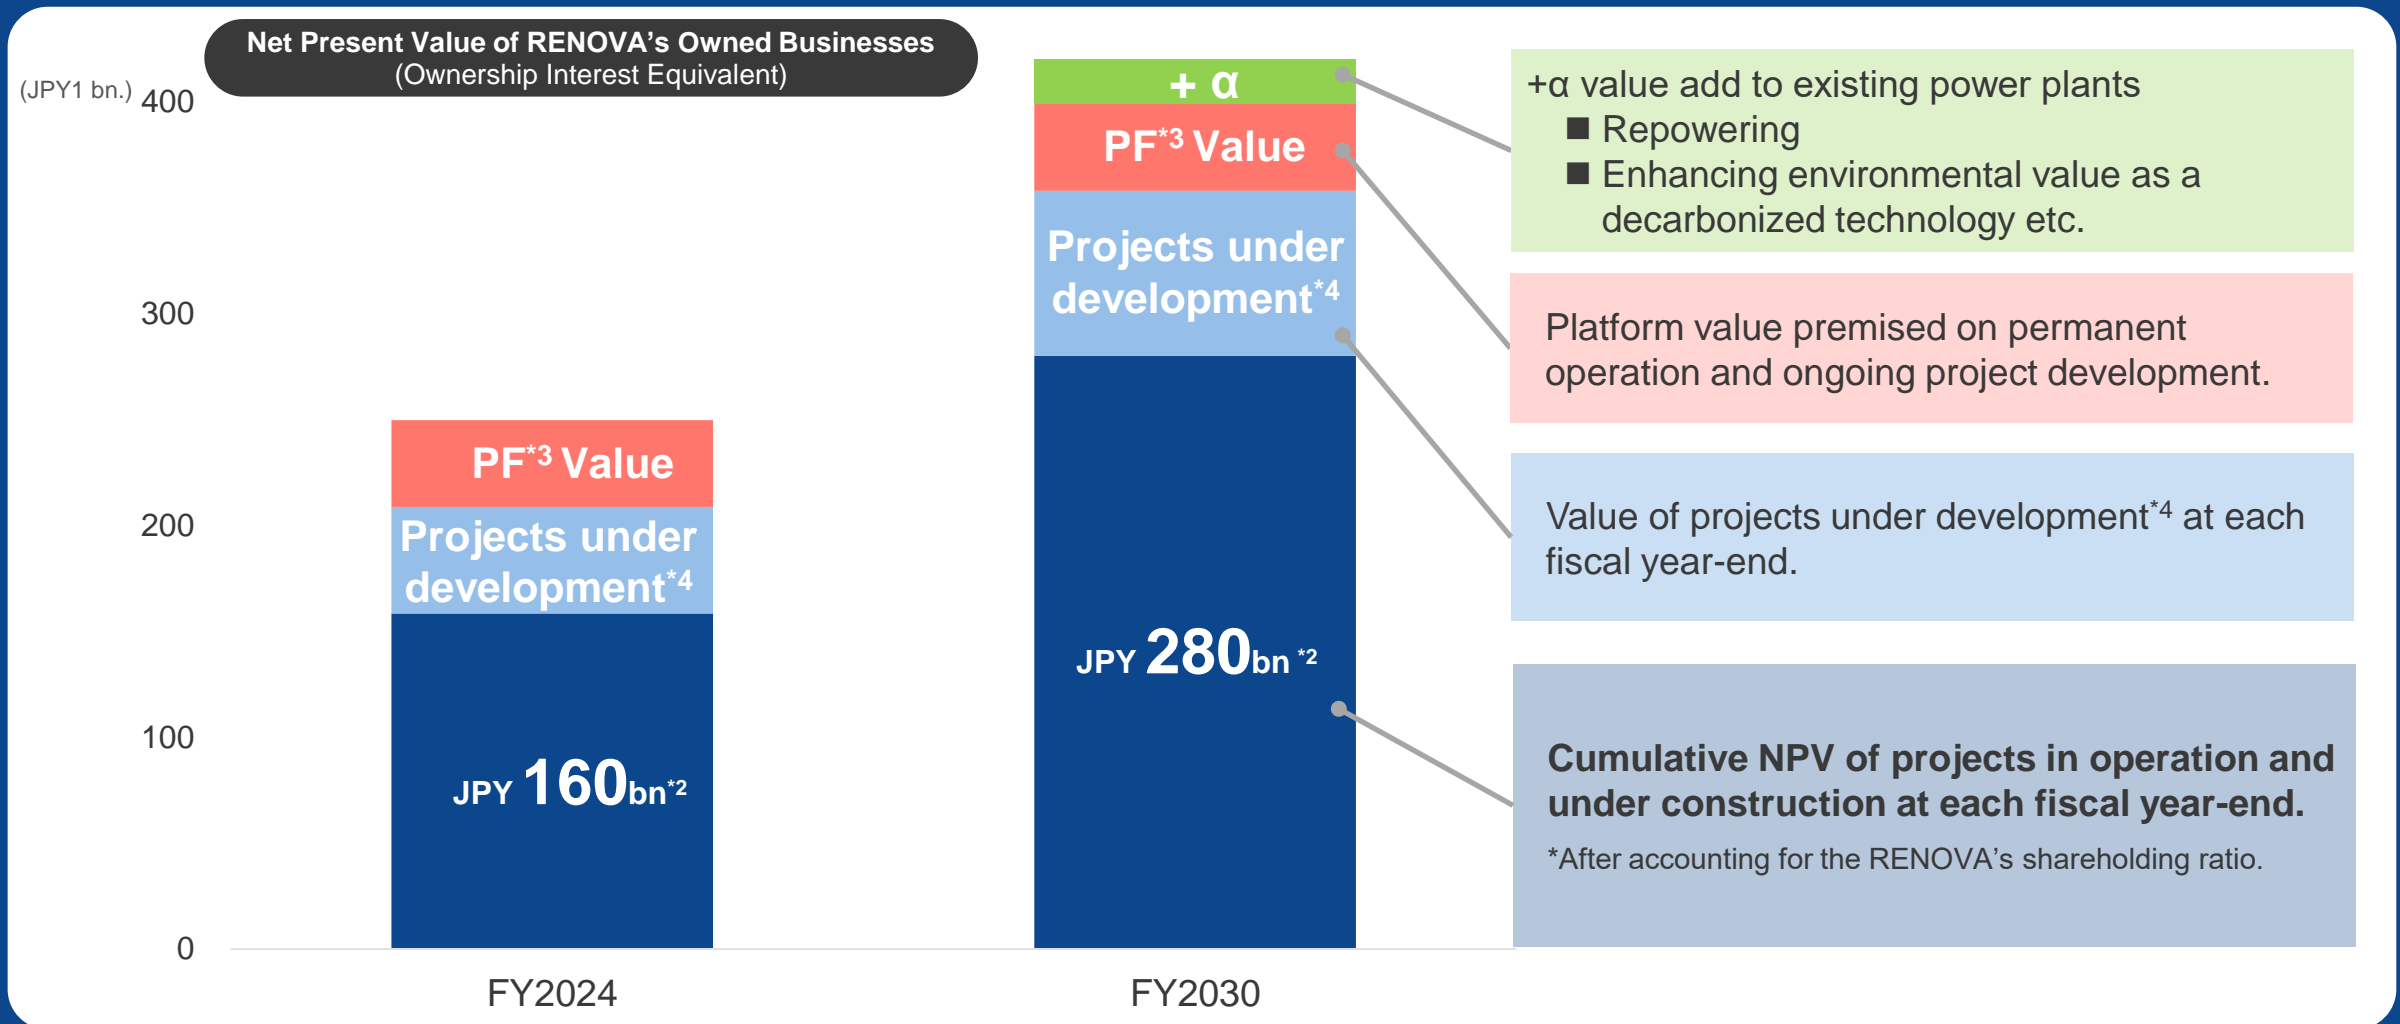 Net Present Value of RENOVA’s Owned Businesses
(Ownership Interest Equivalent)
(JPY1 bn.)
400
300
200
100
0
PF*3 Value
Projects under
development*4
JPY 160bn*2
FY2024
+ α
PF*3 Value
Projects under
development*4
JPY 280bn *2
FY2030
+α value add to existing power plants
■ Repowering
■ Enhancing environmental value as a
decarbonized technology etc.
Platform value premised on permanent
operation and ongoing project development.
Value of projects under development*4 at each
fiscal year-end.
Cumulative NPV of projects in operation and
under construction at each fiscal year-end.
*After accounting for the RENOVA’s shareholding ratio.